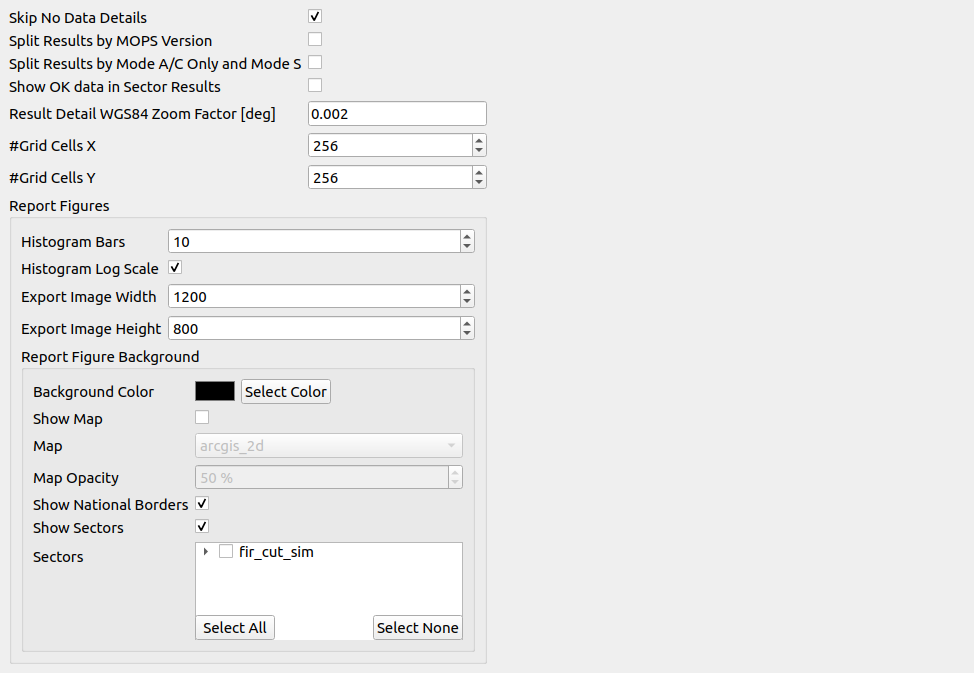 Skip No Data Details
Split Results by MOPS Version
Split Results by Mode A/C Only and Mode S
Show OK data in Sector Results
Result Detail WGS84 Zoom Factor [deg] 0.002
#Grid Cells X 256
#Grid Cells Y 256
Report Figures
Histogram Bars 10
Histogram Log Scale
Export Image Width 1200
Export Image Height 800
Report Figure Background
Background Color Select Color
Show Map
Map arcgis_2d
Map Opacity 50 %
Show National Borders
Show Sectors
Sectors fir_cut_sim
Select All Select None